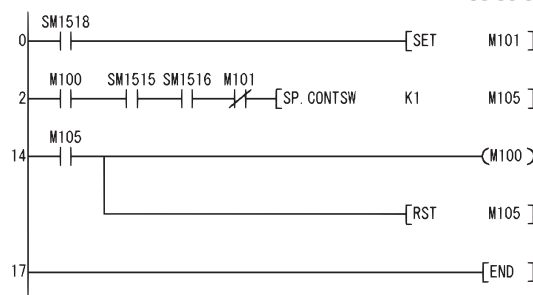 SM1518
0 [SET M101 ]
M100 SM1515 SM1516 M101
2 [SP.CONTSW K1 M105 ]
M105
14 (M100 )
[RST M105 ]
17 [END ]